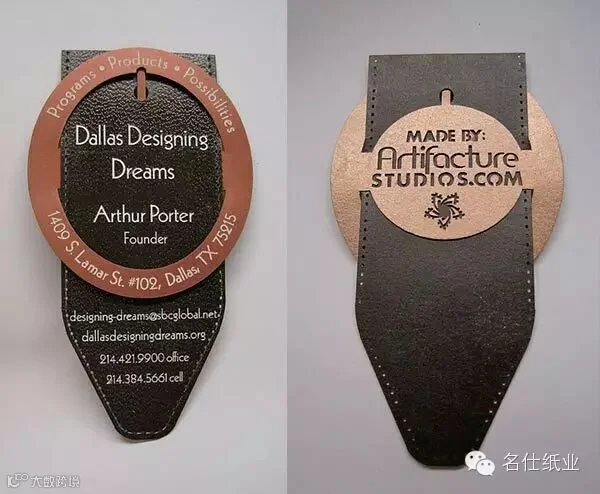 Programs • Products • Possibilities
Dallas Designing
Dreams
Arthur Porter
Founder
1409 S. Lamar St. #102, Dallas, TX 75215
designing-dreams@sbcglobal.net
dallasdesigningdreams.org
214.421.9900 office
214.384.5661 cell
MADE BY:
Artifacture
STUDIOS.COM
名仕纸业
大数跨境